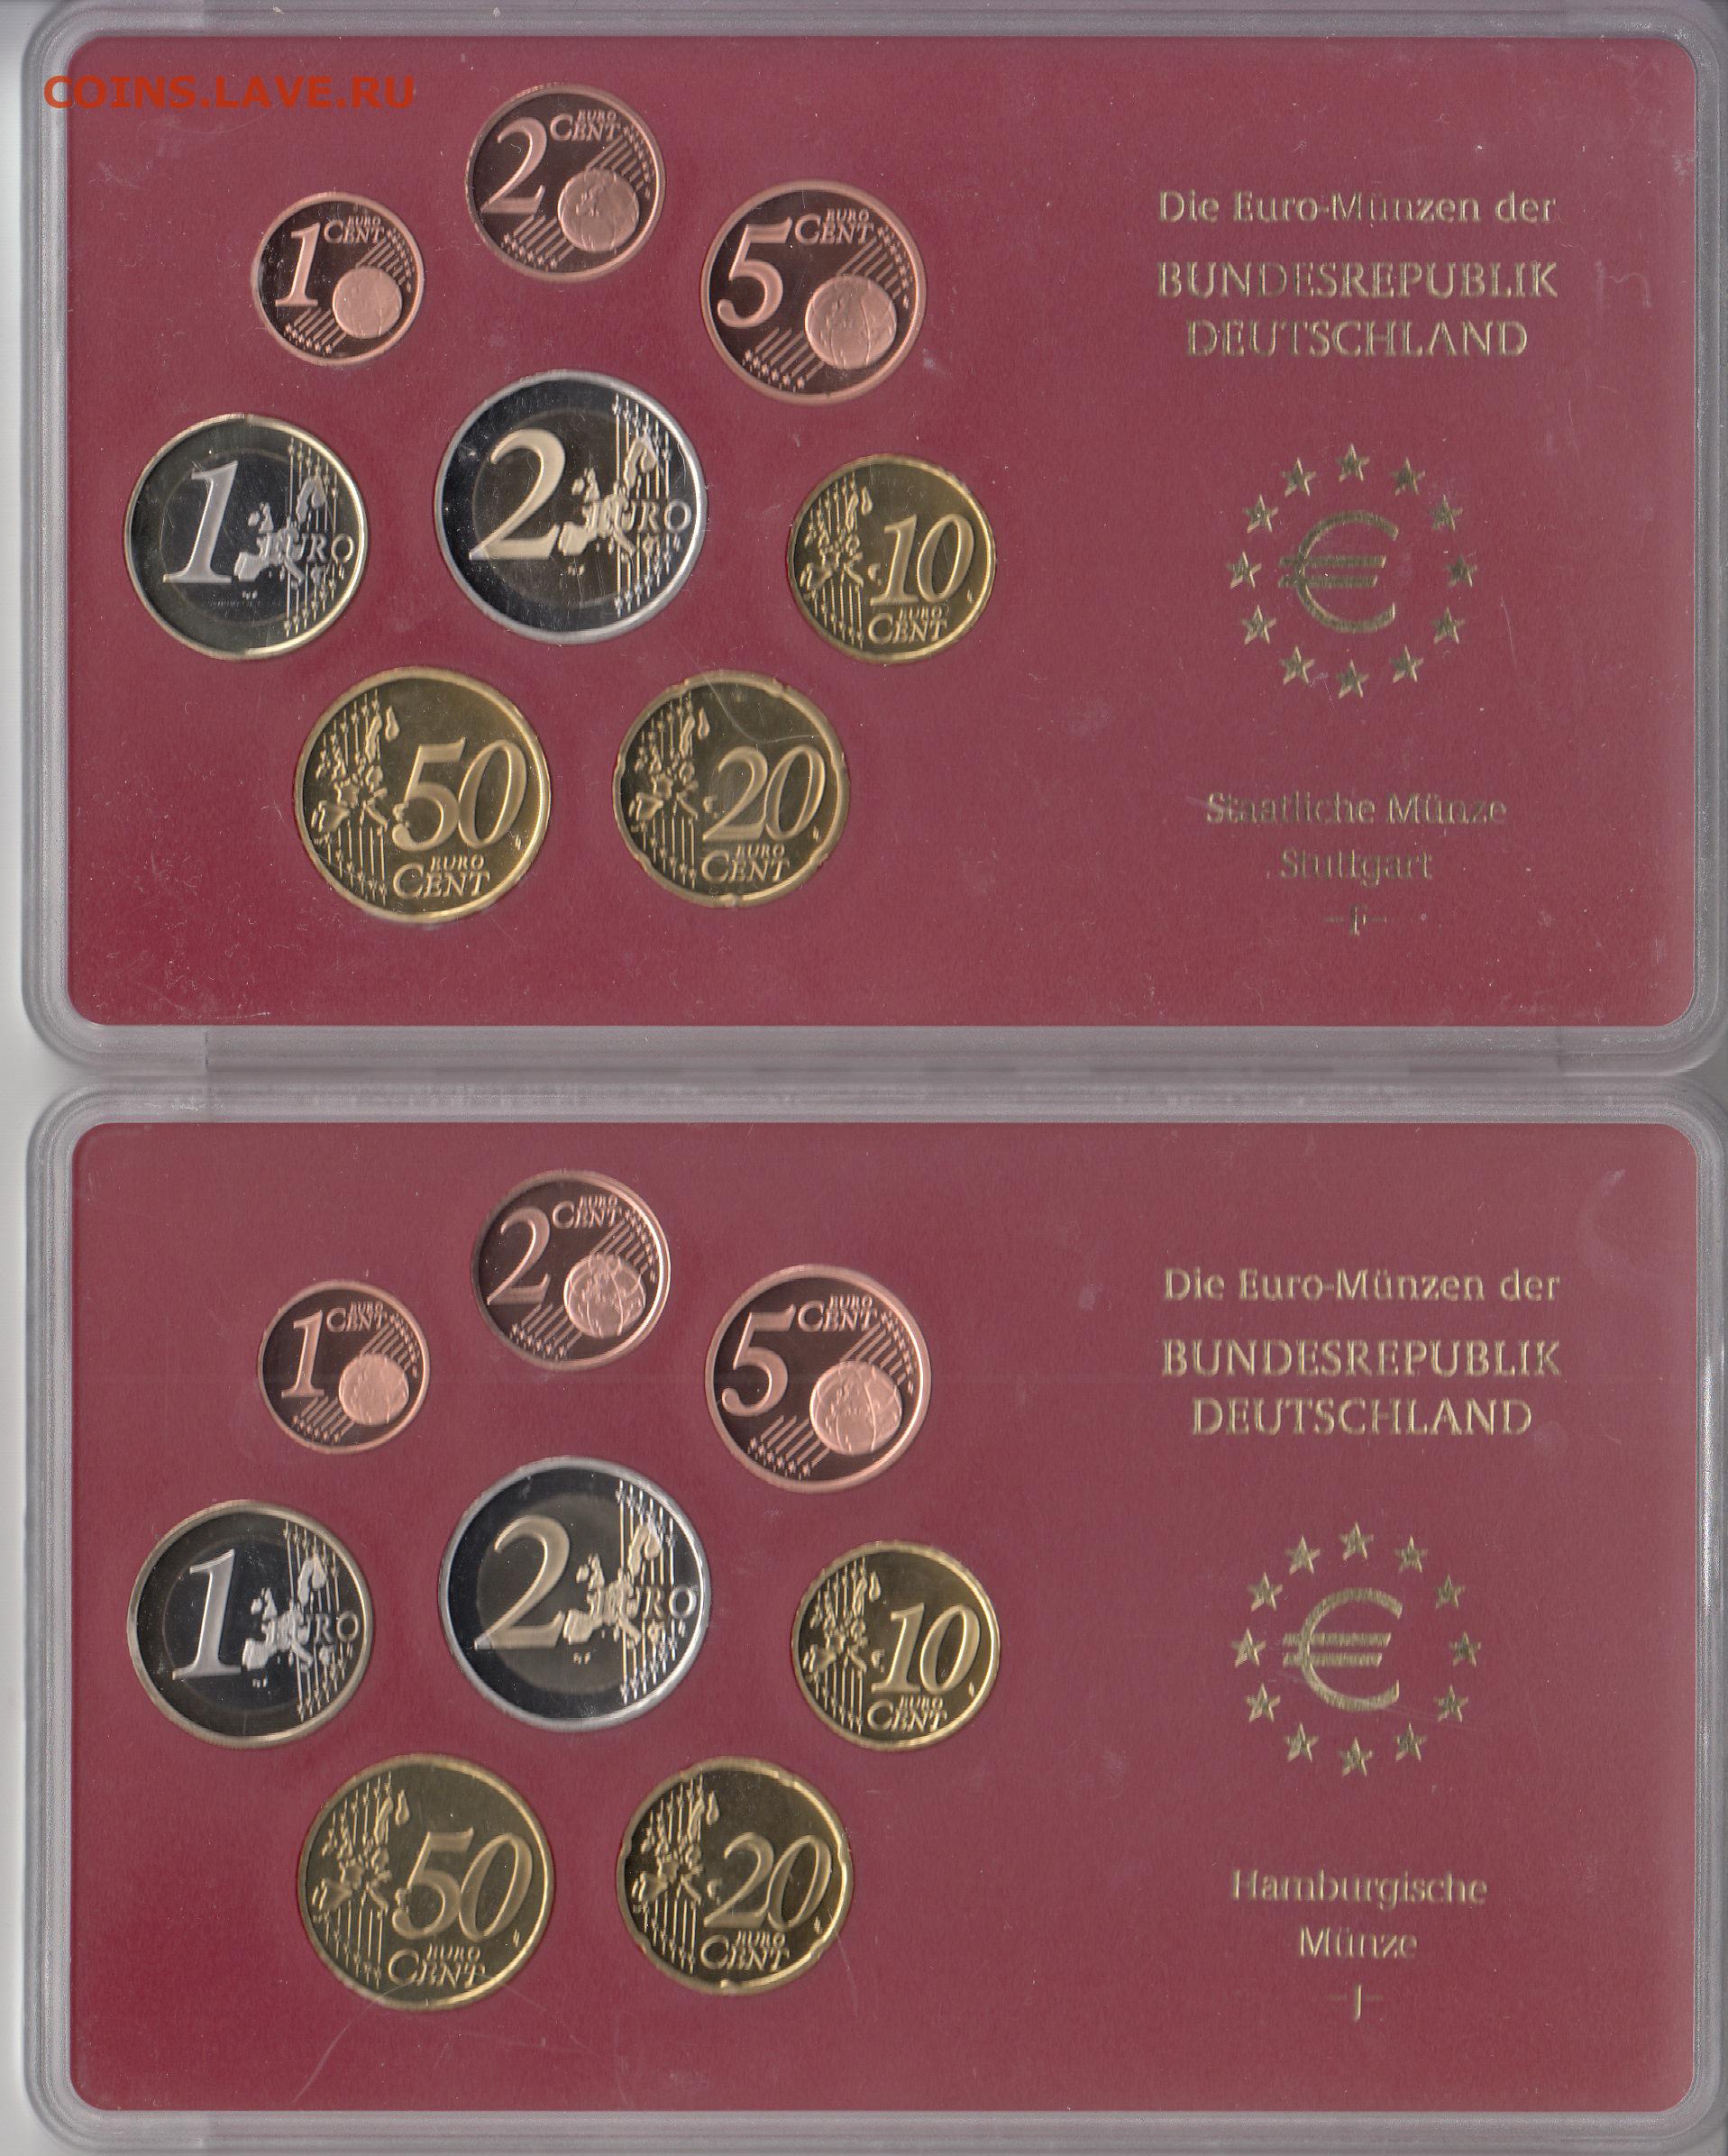 COINS.LAVE.RU
Die Euro-Münzen der
BUNDESREPUBLIK
DEUTSCHLAND
2 EURO CENT
1 EURO CENT
5 EURO CENT
1 EURO
2 EURO
10 EURO CENT
50 EURO CENT
20 EURO CENT
€
Staatliche Münze
Stuttgart
–F–
Die Euro-Münzen der
BUNDESREPUBLIK
DEUTSCHLAND
2 EURO CENT
1 EURO CENT
5 EURO CENT
1 EURO
2 EURO
10 EURO CENT
50 EURO CENT
20 EURO CENT
€
Hamburgische
Münze
–J–